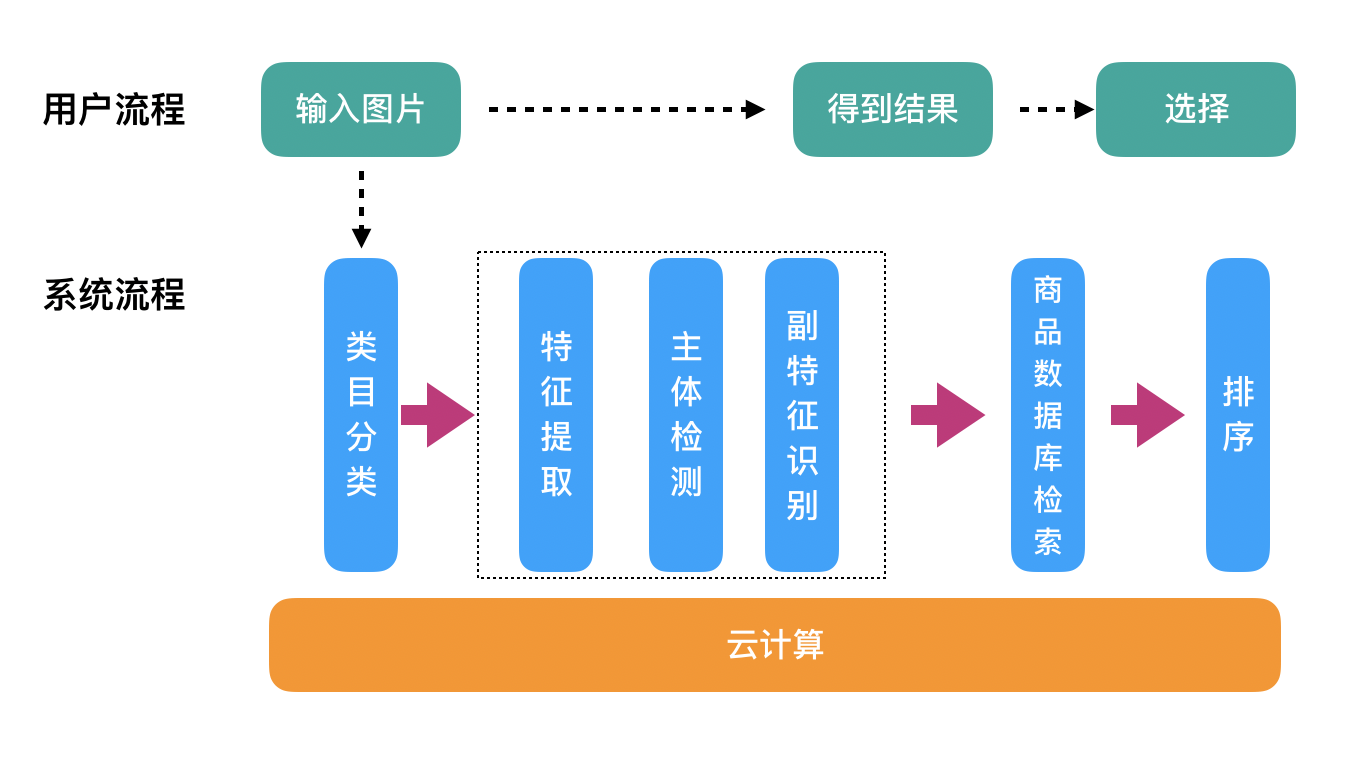 用户流程
输入图片
得到结果
选择
系统流程
类目分类
特征提取
主体检测
副特征识别
商品数据库检索
排序
云计算